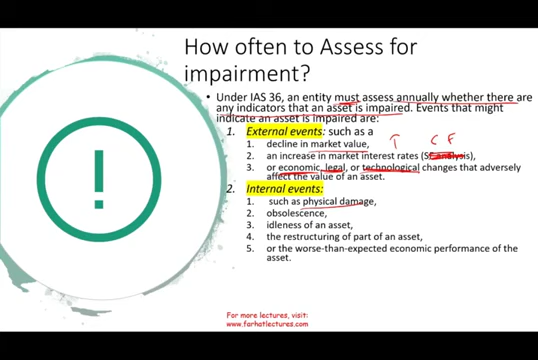 How often to Assess for
impairment?
• Under IAS 36, an entity must assess annually whether there are
any indicators that an asset is impaired. Events that might
indicate an asset is impaired are:
1. External events: such as a
1. decline in market value,
2. an increase in market interest rates
3. or economic, legal, or technological changes that adversely
affect the value of an asset.
2. Internal events:
1. such as physical damage,
2. obsolescence,
3. idleness of an asset,
4. the restructuring of part of an asset,
5. or the worse-than-expected economic performance of the
asset.
For more lectures, visit:
www.farhatlectures.com